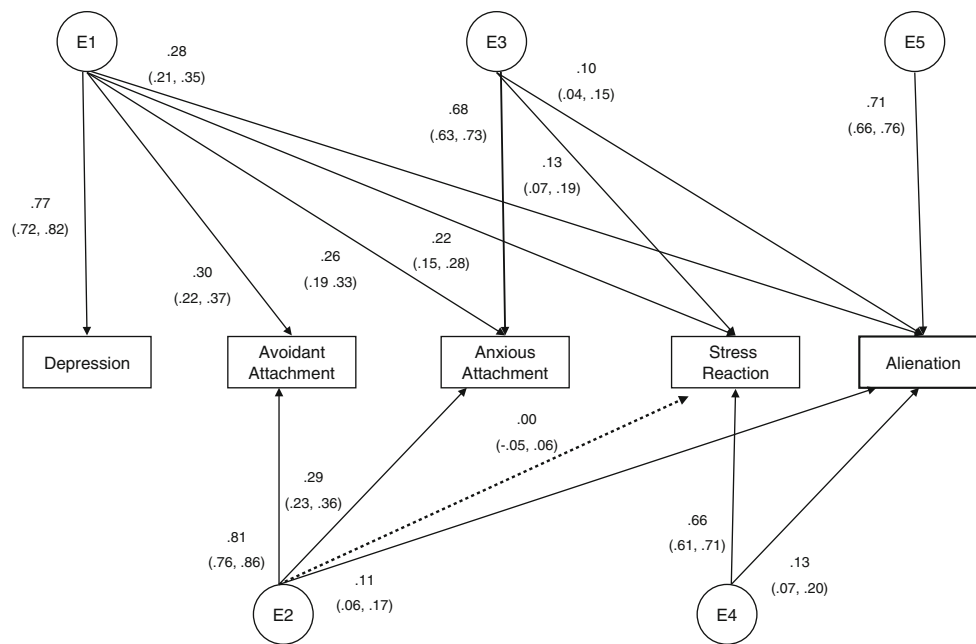 E1
E3
E5
.28
(.21, .35)
.10
(.04, .15)
.68
(.63, .73)
.71
(.66, .76)
.13
(.07, .19)
.77
(.72, .82)
.22
(.15, .28)
.26
(.19 .33)
.30
(.22, .37)
Depression
Avoidant
Attachment
Anxious
Attachment
Stress
Reaction
Alienation
.00
(-.05, .06)
.29
(.23, .36)
.81
(.76, .86)
.66
(.61, .71)
.11
(.06, .17)
.13
(.07, .20)
E2
E4